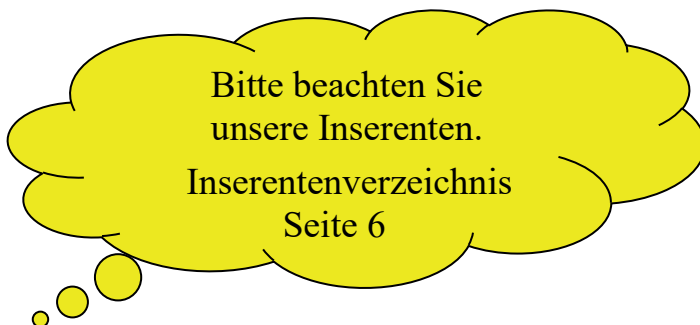 Bitte beachten Sie
unsere Inserenten.
Inserentenverzeichnis
Seite 6